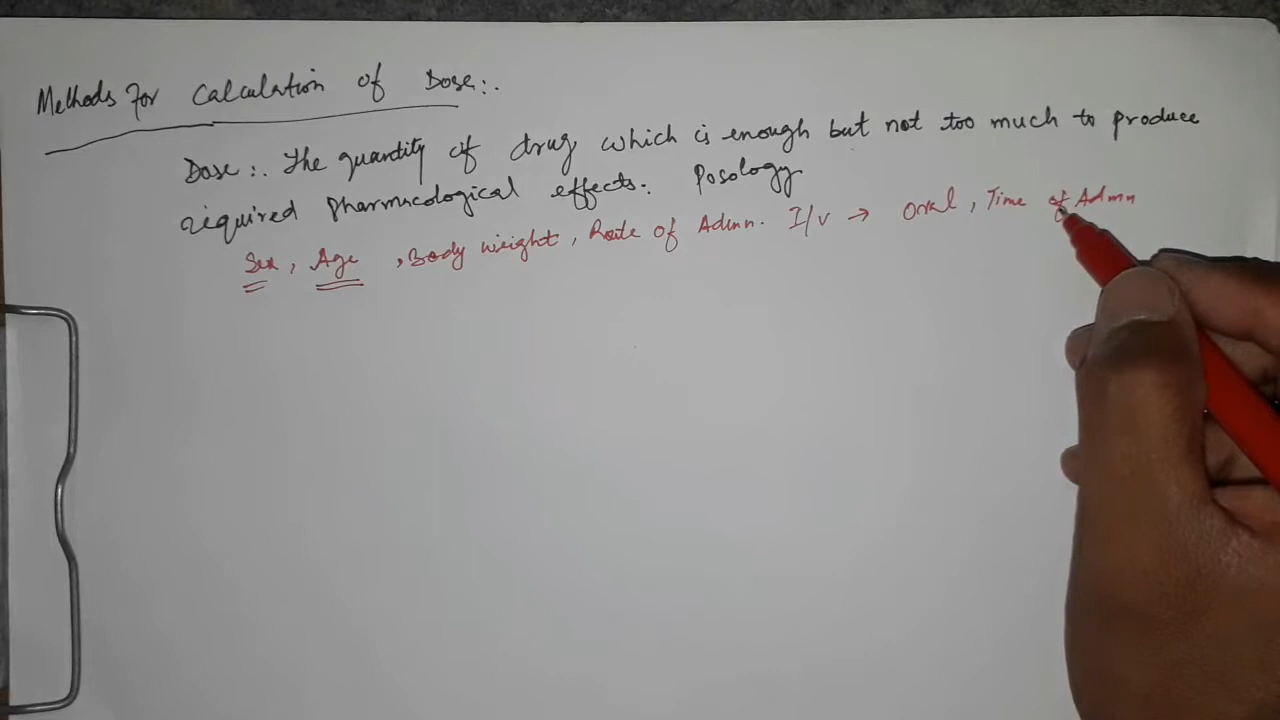 Methods For Calculation of Dose:.
Dose:. The quantity of drug which is enough but not too much to produce
required Pharmacological effects. Posology
Sex, Age, Body weight, Route of Admn. I/v → Oral, Time of Admn